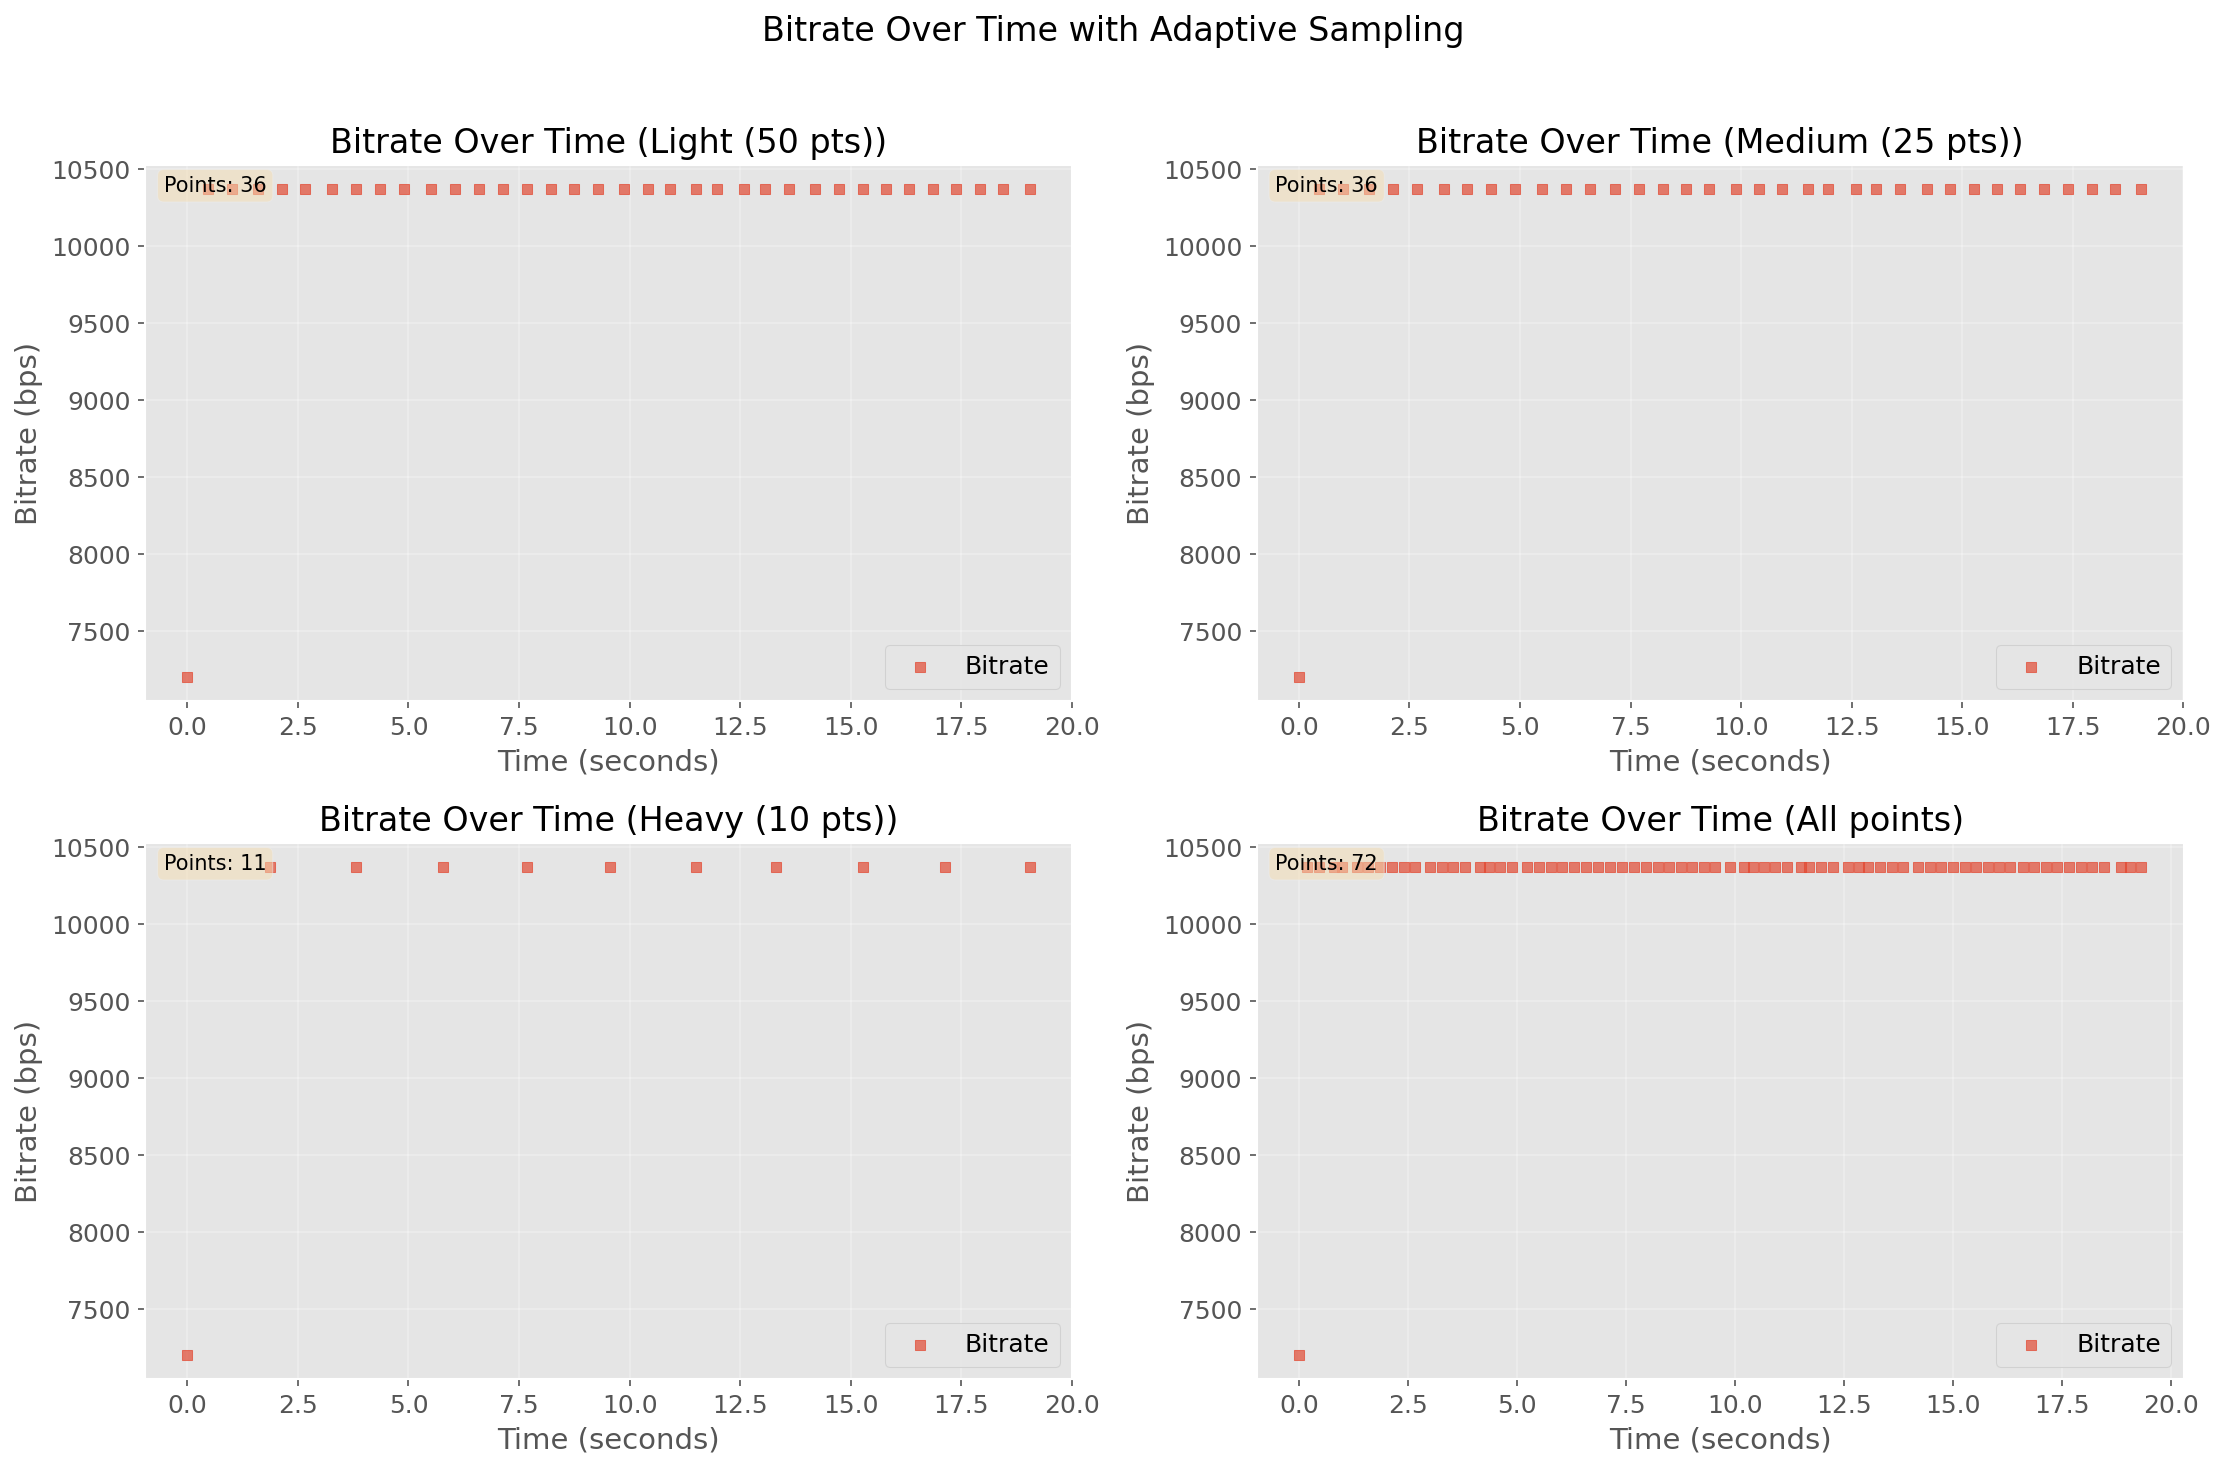 Bitrate Over Time with Adaptive Sampling
Bitrate Over Time (Light (50 pts))
Points: 36
10500
10000
9500
9000
8500
8000
7500
Bitrate (bps)
Bitrate
0.0 2.5 5.0 7.5 10.0 12.5 15.0 17.5 20.0
Time (seconds)
Bitrate Over Time (Medium (25 pts))
Points: 36
10500
10000
9500
9000
8500
8000
7500
Bitrate (bps)
Bitrate
0.0 2.5 5.0 7.5 10.0 12.5 15.0 17.5 20.0
Time (seconds)
Bitrate Over Time (Heavy (10 pts))
Points: 11
10500
10000
9500
9000
8500
8000
7500
Bitrate (bps)
Bitrate
0.0 2.5 5.0 7.5 10.0 12.5 15.0 17.5 20.0
Time (seconds)
Bitrate Over Time (All points)
Points: 72
10500
10000
9500
9000
8500
8000
7500
Bitrate (bps)
Bitrate
0.0 2.5 5.0 7.5 10.0 12.5 15.0 17.5 20.0
Time (seconds)